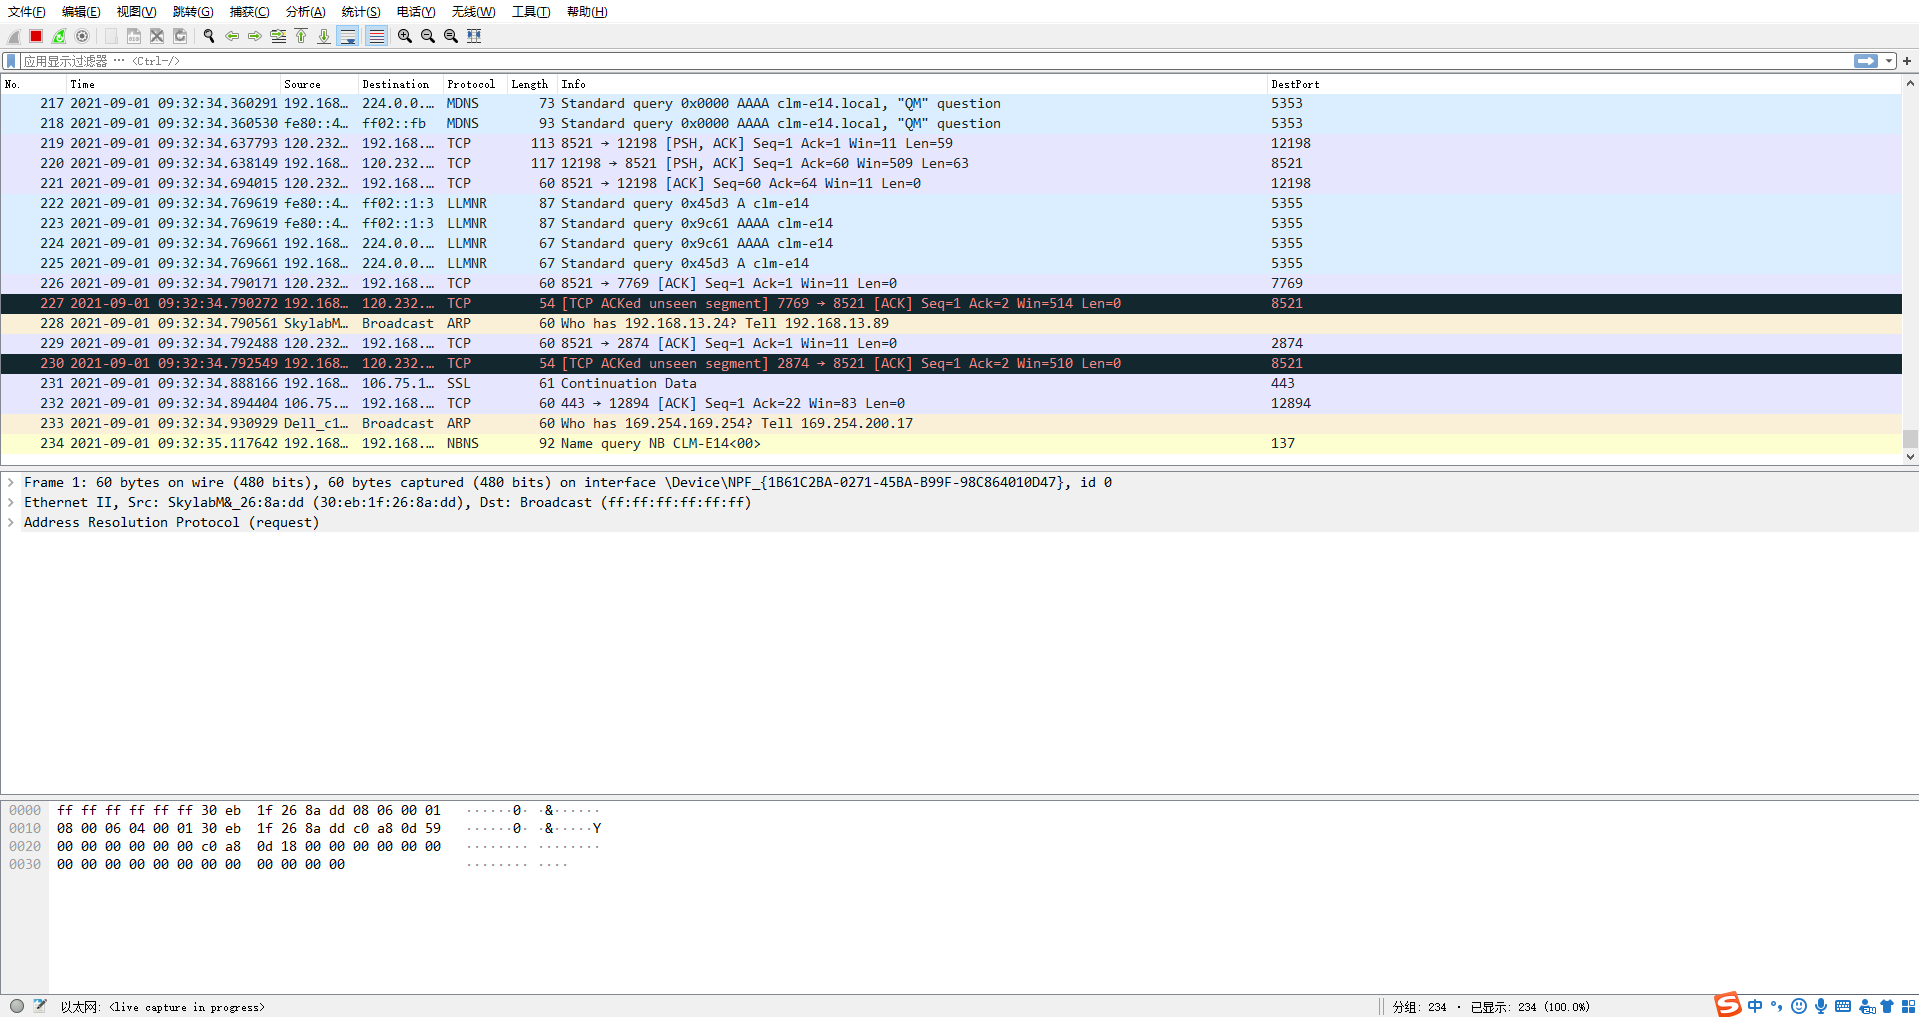 文件(F) 编辑(E) 视图(V) 跳转(G) 捕获(C) 分析(A) 统计(S) 电话(Y) 无线(W) 工具(T) 帮助(H)
应用显示过滤器 … <Ctrl-/>
No. Time Source Destination Protocol Length Info DestPort
217 2021-09-01 09:32:34.360291 192.168… 224.0.0.… MDNS 73 Standard query 0x0000 AAAA clm-e14.local, "QM" question 5353
218 2021-09-01 09:32:34.360530 fe80::4… ff02::fb MDNS 93 Standard query 0x0000 AAAA clm-e14.local, "QM" question 5353
219 2021-09-01 09:32:34.637793 120.232… 192.168.… TCP 113 8521 → 12198 [PSH, ACK] Seq=1 Ack=1 Win=11 Len=59 12198
220 2021-09-01 09:32:34.638149 192.168… 120.232.… TCP 117 12198 → 8521 [PSH, ACK] Seq=1 Ack=60 Win=509 Len=63 8521
221 2021-09-01 09:32:34.694015 120.232… 192.168.… TCP 60 8521 → 12198 [ACK] Seq=60 Ack=64 Win=11 Len=0 12198
222 2021-09-01 09:32:34.769619 fe80::4… ff02::1:3 LLMNR 87 Standard query 0x45d3 A clm-e14 5355
223 2021-09-01 09:32:34.769619 fe80::4… ff02::1:3 LLMNR 87 Standard query 0x9c61 AAAA clm-e14 5355
224 2021-09-01 09:32:34.769661 192.168… 224.0.0.… LLMNR 67 Standard query 0x9c61 AAAA clm-e14 5355
225 2021-09-01 09:32:34.769661 192.168… 224.0.0.… LLMNR 67 Standard query 0x45d3 A clm-e14 5355
226 2021-09-01 09:32:34.790171 120.232… 192.168.… TCP 60 8521 → 7769 [ACK] Seq=1 Ack=1 Win=11 Len=0 7769
227 2021-09-01 09:32:34.790272 192.168… 120.232.… TCP 54 [TCP ACKed unseen segment] 7769 → 8521 [ACK] Seq=1 Ack=2 Win=514 Len=0 8521
228 2021-09-01 09:32:34.790561 SkylabM… Broadcast ARP 60 Who has 192.168.13.24? Tell 192.168.13.89
229 2021-09-01 09:32:34.792488 120.232… 192.168.… TCP 60 8521 → 2874 [ACK] Seq=1 Ack=1 Win=11 Len=0 2874
230 2021-09-01 09:32:34.792549 192.168… 120.232.… TCP 54 [TCP ACKed unseen segment] 2874 → 8521 [ACK] Seq=1 Ack=2 Win=510 Len=0 8521
231 2021-09-01 09:32:34.888166 192.168… 106.75.1… SSL 61 Continuation Data 443
232 2021-09-01 09:32:34.894404 106.75.… 192.168.… TCP 60 443 → 12894 [ACK] Seq=1 Ack=22 Win=83 Len=0 12894
233 2021-09-01 09:32:34.930929 Dell_c1… Broadcast ARP 60 Who has 169.254.169.254? Tell 169.254.200.17
234 2021-09-01 09:32:35.117642 192.168… 192.168.… NBNS 92 Name query NB CLM-E14<00> 137
Frame 1: 60 bytes on wire (480 bits), 60 bytes captured (480 bits) on interface \Device\NPF_{1B61C2BA-0271-45BA-B99F-98C864010D47}, id 0
Ethernet II, Src: SkylabM&_26:8a:dd (30:eb:1f:26:8a:dd), Dst: Broadcast (ff:ff:ff:ff:ff:ff)
Address Resolution Protocol (request)
0000 ff ff ff ff ff ff 30 eb 1f 26 8a dd 08 06 00 01 ······0· ·&······
0010 08 00 06 04 00 01 30 eb 1f 26 8a dd c0 a8 0d 59 ······0· ·&·····Y
0020 00 00 00 00 00 00 c0 a8 0d 18 00 00 00 00 00 00 ········ ········
0030 00 00 00 00 00 00 00 00 00 00 00 00 ········ ····
以太网: <live capture in progress> 分组: 234 · 已显示: 234 (100.0%) 中